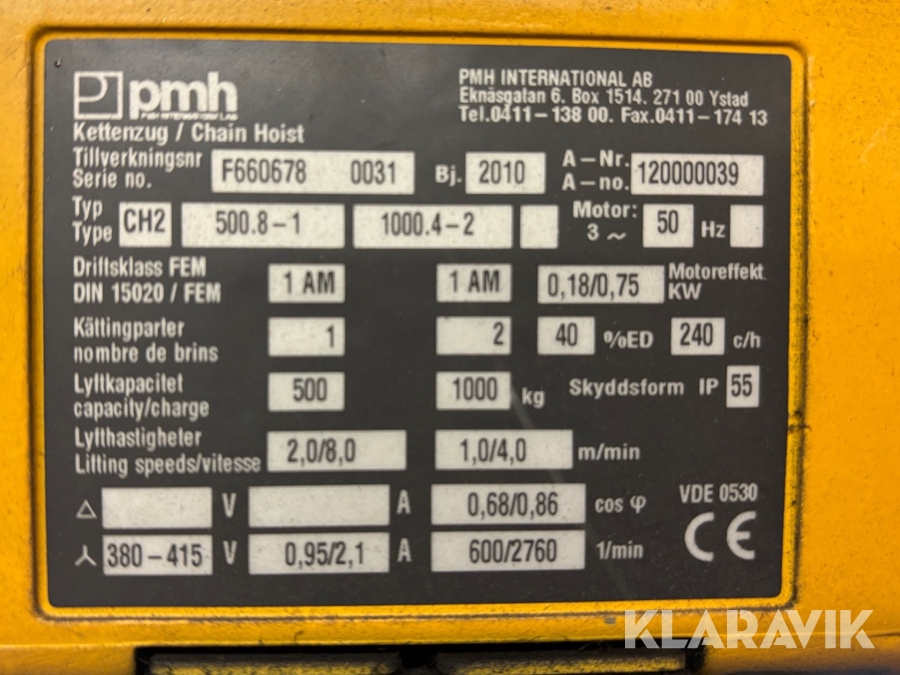 pmh
PMH INTERNATIONAL AB
Eknäsgatan 6. Box 1514. 271 00 Ystad
Tel.0411-138 00. Fax.0411-174 13
Kettenzug / Chain Hoist
Tillverkningsnr
Serie no. F660678 0031 Bj. 2010 A-Nr.
A-no. 120000039
Typ
Type CH2 500.8-1 1000.4-2 Motor:
3 ~ 50 Hz
Driftsklass FEM
DIN 15020 / FEM 1 AM 1 AM 0,18/0,75 Motoreffekt
KW
Kättingparter
nombre de brins 1 2 40 %ED 240 c/h
Lyftkapacitet
capacity/charge 500 1000 kg Skyddsform IP 55
Lyfthastigheter
Lifting speeds/vitesse 2,0/8,0 1,0/4,0 m/min
△ V A 0,68/0,86 cos φ VDE 0530
380-415 V 0,95/2,1 A 600/2760 1/min CE
KLARAVIK